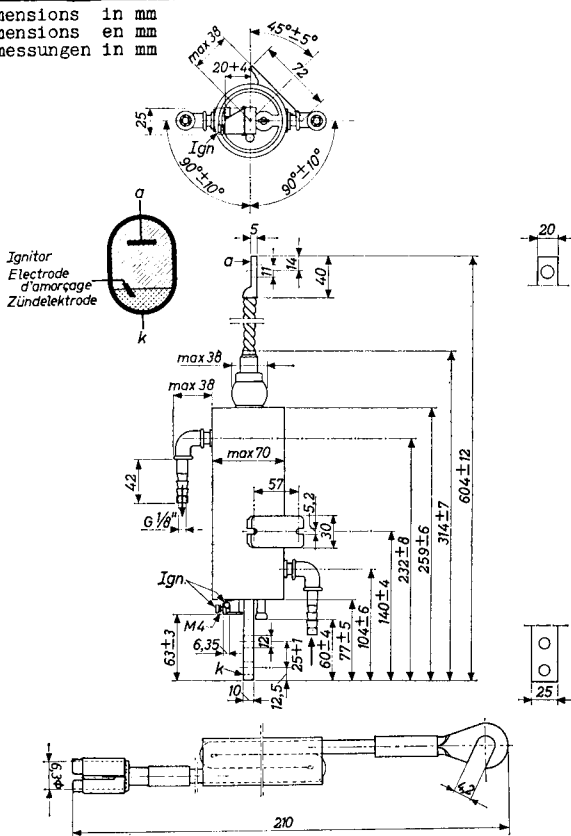 mensions in mm
mensions en mm
messungen in mm
45°±5°
max 38
72
20+4
25
Ign
90°±10°
90°±10°
a
Ignitor
Electrode
d'amorçage
Zündelektrode
k
5
a
11
14
40
20
max 38
max 38
max 70
42
G 1/8"
57
5,2
30
604±12
314±7
259±6
232±8
140±4
104±6
77±5
60±4
Ign.
M4
63±3
6,35
12
25±1
k
10
12,5
25
ϕ6,3
4,2
210